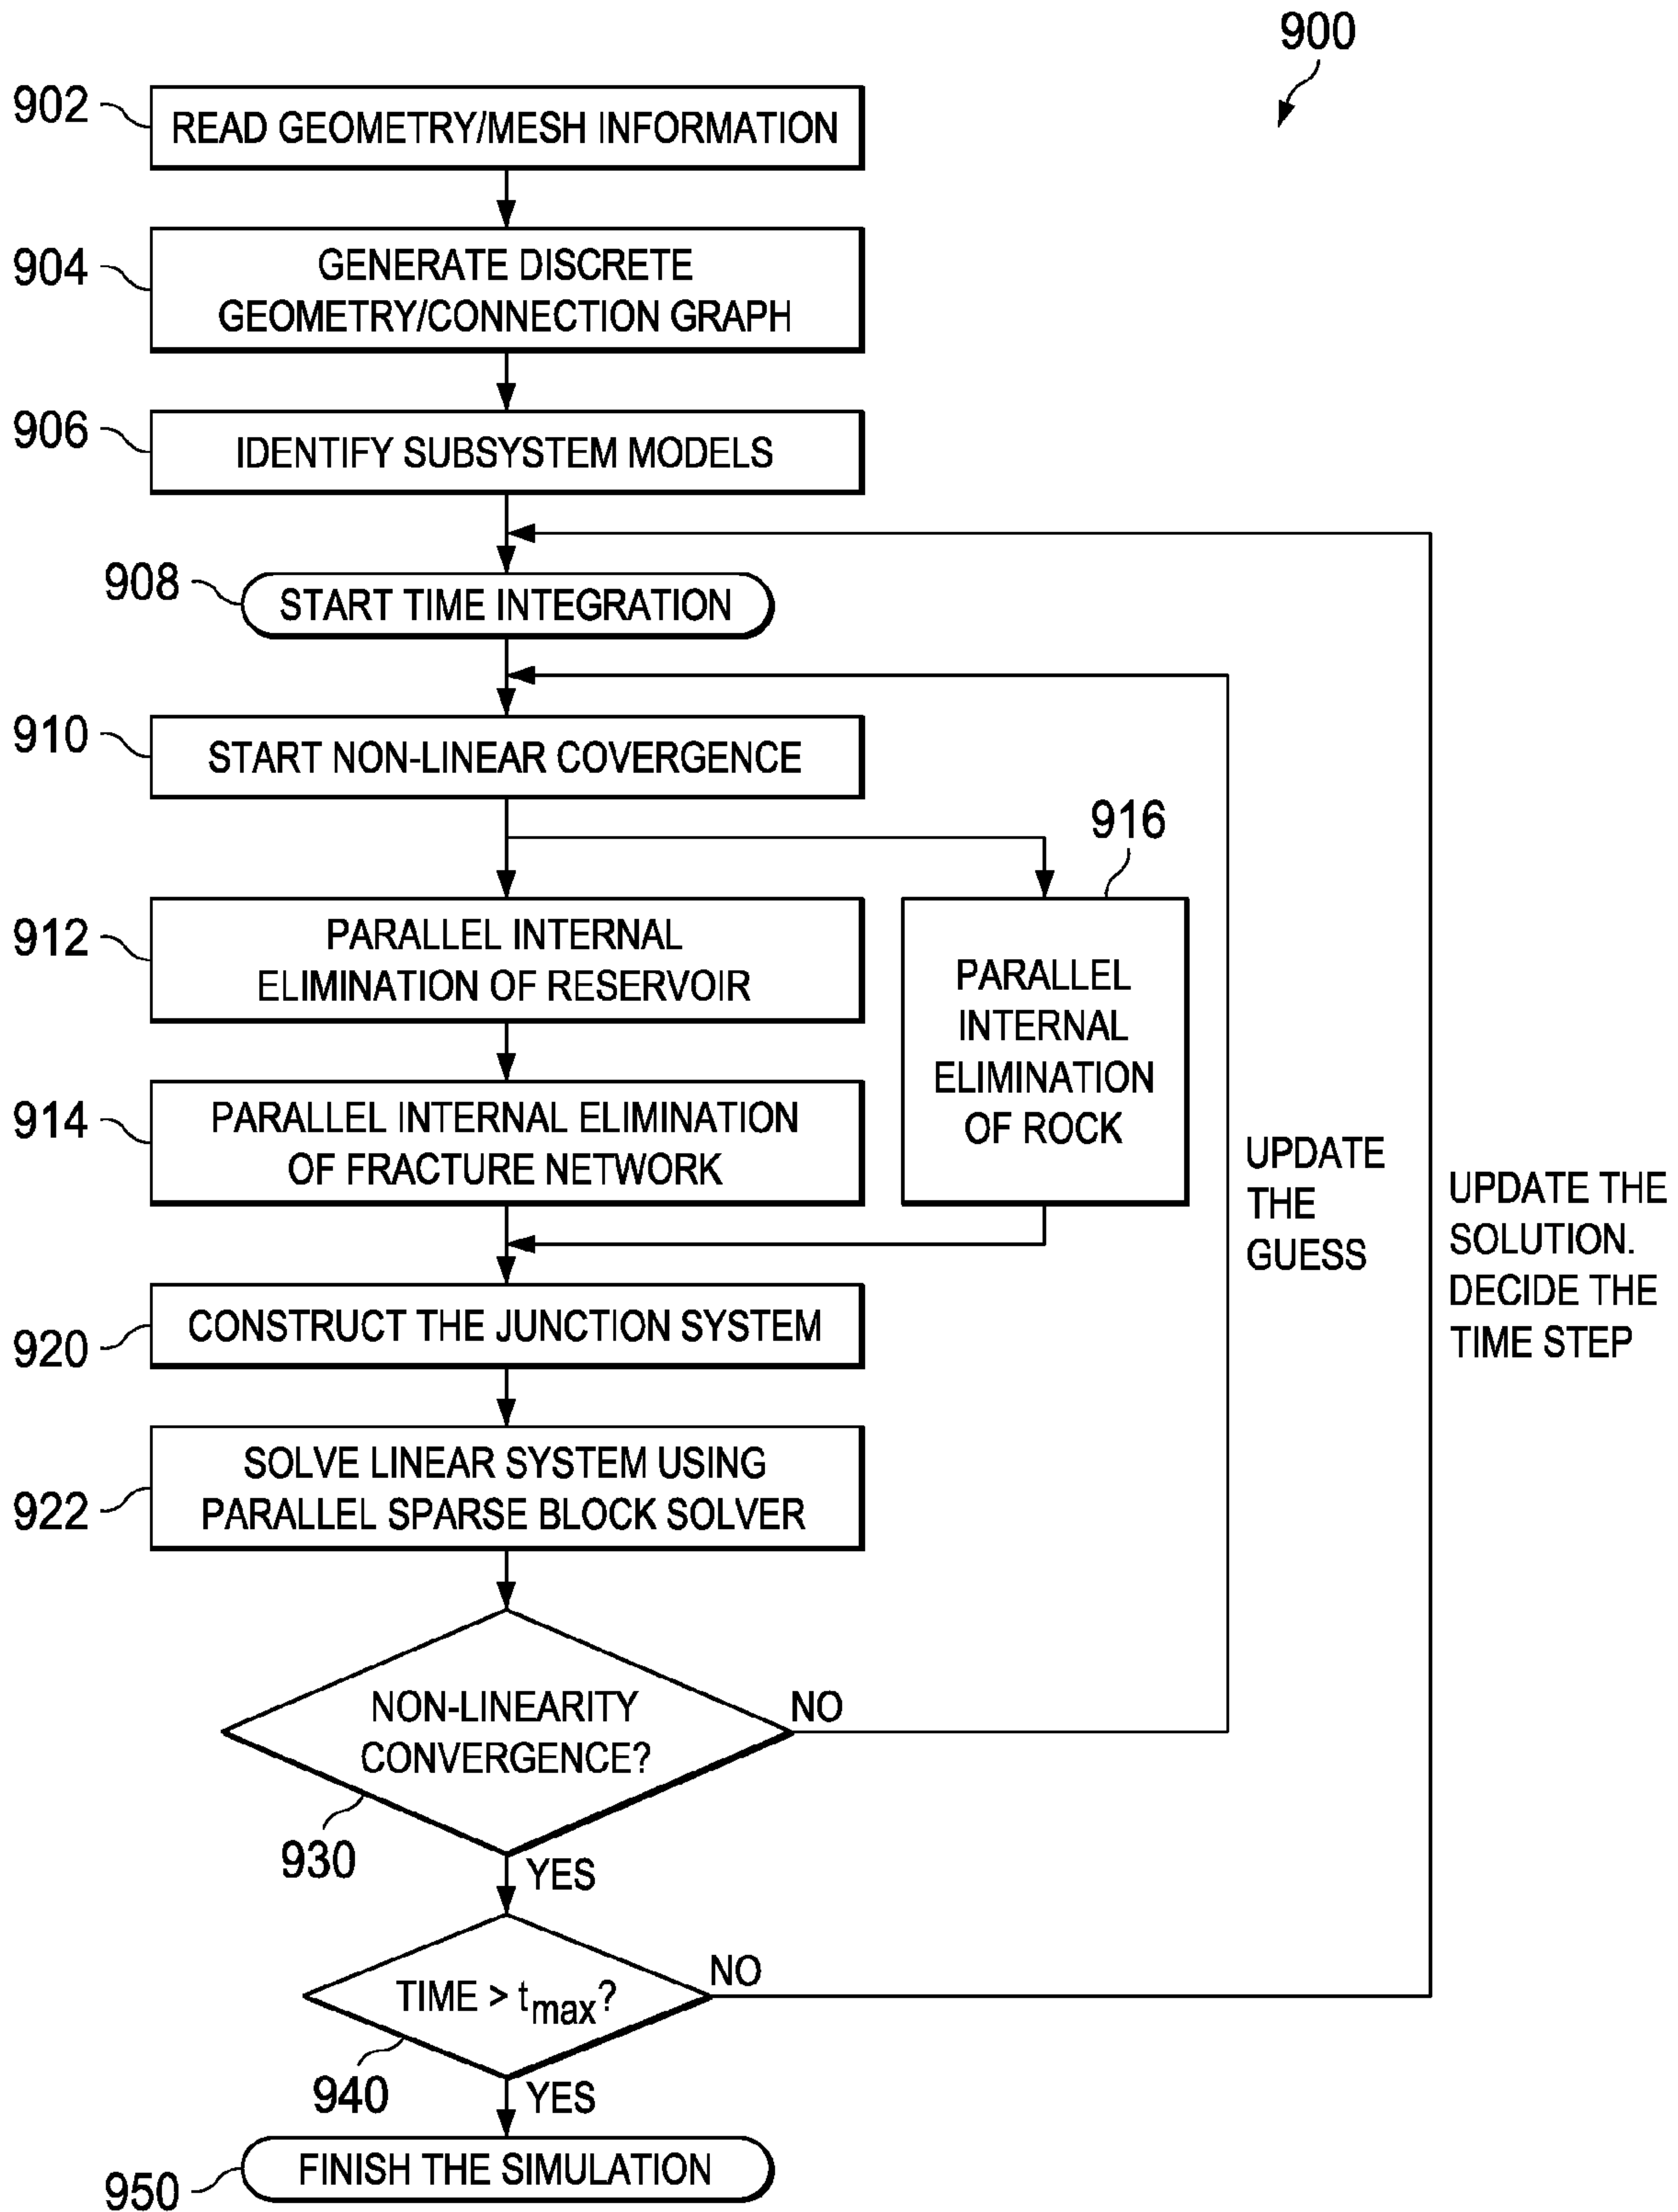 900
902
READ GEOMETRY/MESH INFORMATION
904
GENERATE DISCRETE
GEOMETRY/CONNECTION GRAPH
906
IDENTIFY SUBSYSTEM MODELS
908
START TIME INTEGRATION
910
START NON-LINEAR COVERGENCE
912
PARALLEL INTERNAL
ELIMINATION OF RESERVOIR
916
PARALLEL
INTERNAL
ELIMINATION
OF ROCK
914
PARALLEL INTERNAL ELIMINATION
OF FRACTURE NETWORK
UPDATE
THE
GUESS
UPDATE THE
SOLUTION.
DECIDE THE
TIME STEP
920
CONSTRUCT THE JUNCTION SYSTEM
922
SOLVE LINEAR SYSTEM USING
PARALLEL SPARSE BLOCK SOLVER
NON-LINEARITY
CONVERGENCE?
NO
930
YES
TIME > tmax?
NO
940
YES
950
FINISH THE SIMULATION